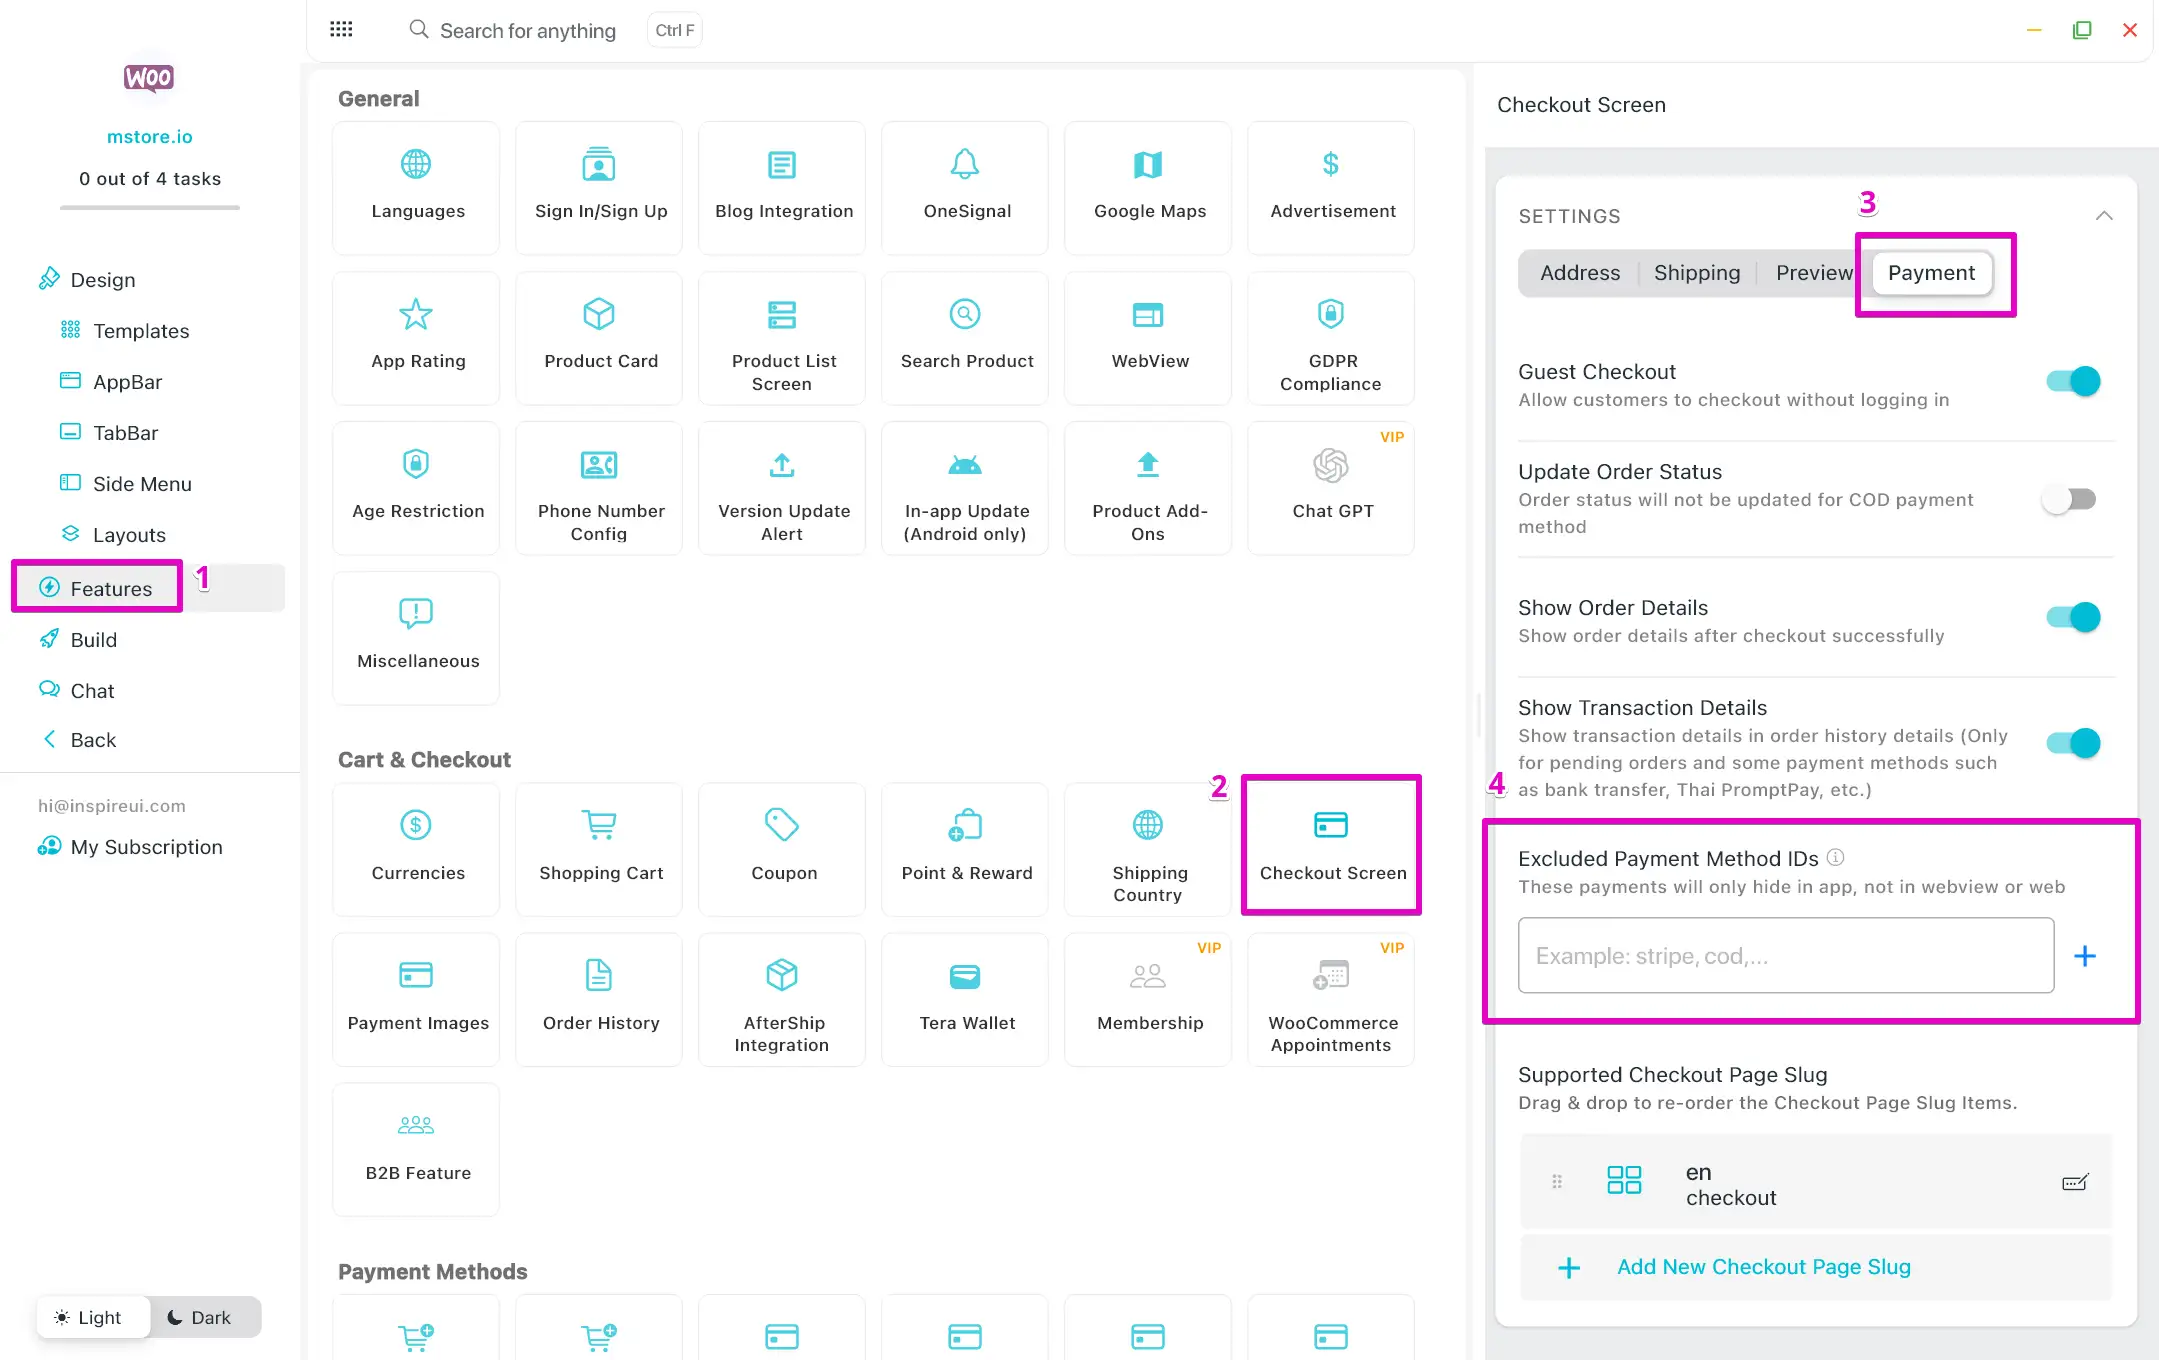 Woo
mstore.io
0 out of 4 tasks
Design
Templates
AppBar
TabBar
Side Menu
Layouts
Features
1
Build
Chat
Back
hi@inspireui.com
My Subscription
Light
Dark
Search for anything
Ctrl F
General
Languages
Sign In/Sign Up
Blog Integration
OneSignal
Google Maps
Advertisement
App Rating
Product Card
Product List
Screen
Search Product
WebView
GDPR
Compliance
Age Restriction
Phone Number
Config
Version Update
Alert
In-app Update
(Android only)
Product Add-
Ons
VIP
Chat GPT
Miscellaneous
Cart & Checkout
Currencies
Shopping Cart
Coupon
Point & Reward
Shipping
Country
2
Checkout Screen
Payment Images
Order History
AfterShip
Integration
Tera Wallet
VIP
Membership
VIP
WooCommerce
Appointments
B2B Feature
Payment Methods
Checkout Screen
SETTINGS
3
Address
Shipping
Preview
Payment
Guest Checkout
Allow customers to checkout without logging in
Update Order Status
Order status will not be updated for COD payment
method
Show Order Details
Show order details after checkout successfully
Show Transaction Details
Show transaction details in order history details (Only
for pending orders and some payment methods such
as bank transfer, Thai PromptPay, etc.)
4
Excluded Payment Method IDs
These payments will only hide in app, not in webview or web
Example: stripe, cod,...
Supported Checkout Page Slug
Drag & drop to re-order the Checkout Page Slug Items.
en
checkout
Add New Checkout Page Slug